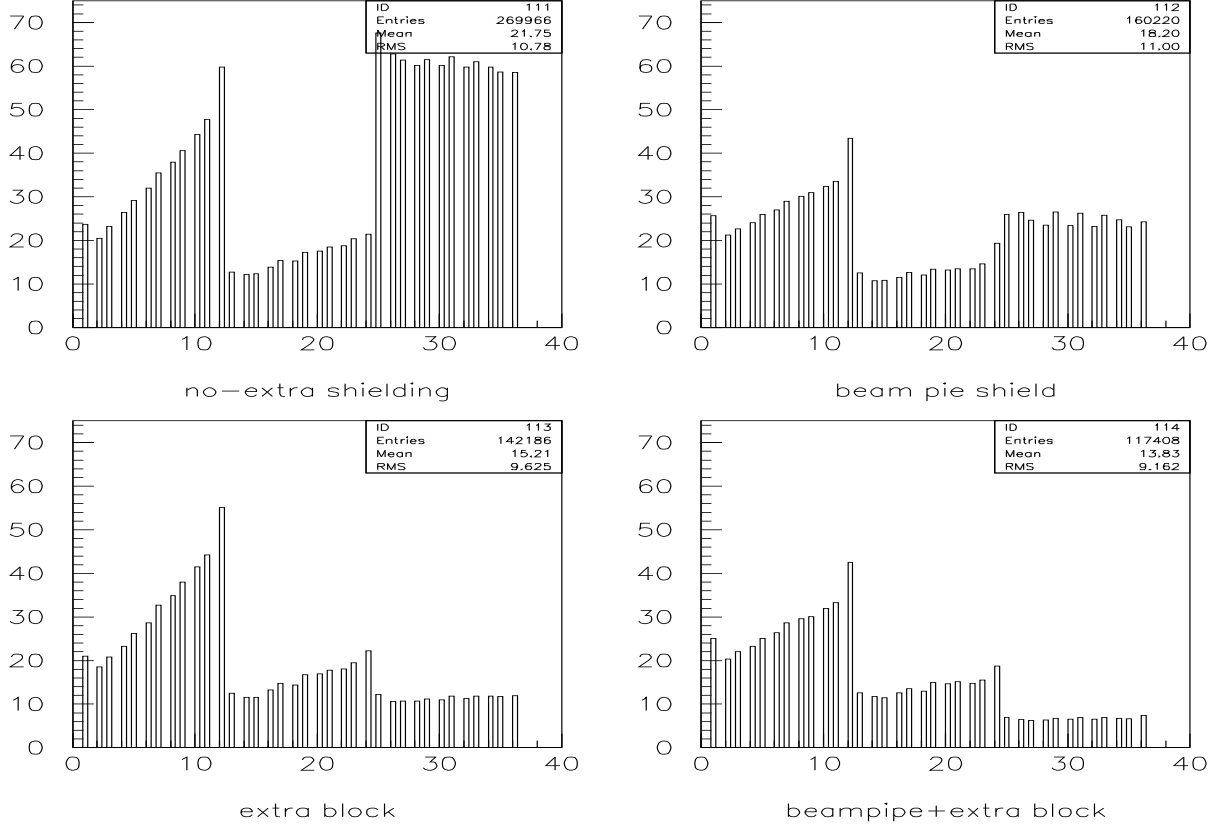 ID 111
Entries 269966
Mean 21.75
RMS 10.78
70
60
50
40
30
20
10
0
0 10 20 30 40
no-extra shielding
ID 112
Entries 160220
Mean 18.20
RMS 11.00
70
60
50
40
30
20
10
0
0 10 20 30 40
beam pie shield
ID 113
Entries 142186
Mean 15.21
RMS 9.625
70
60
50
40
30
20
10
0
0 10 20 30 40
extra block
ID 114
Entries 117408
Mean 13.83
RMS 9.162
70
60
50
40
30
20
10
0
0 10 20 30 40
beampipe+extra block